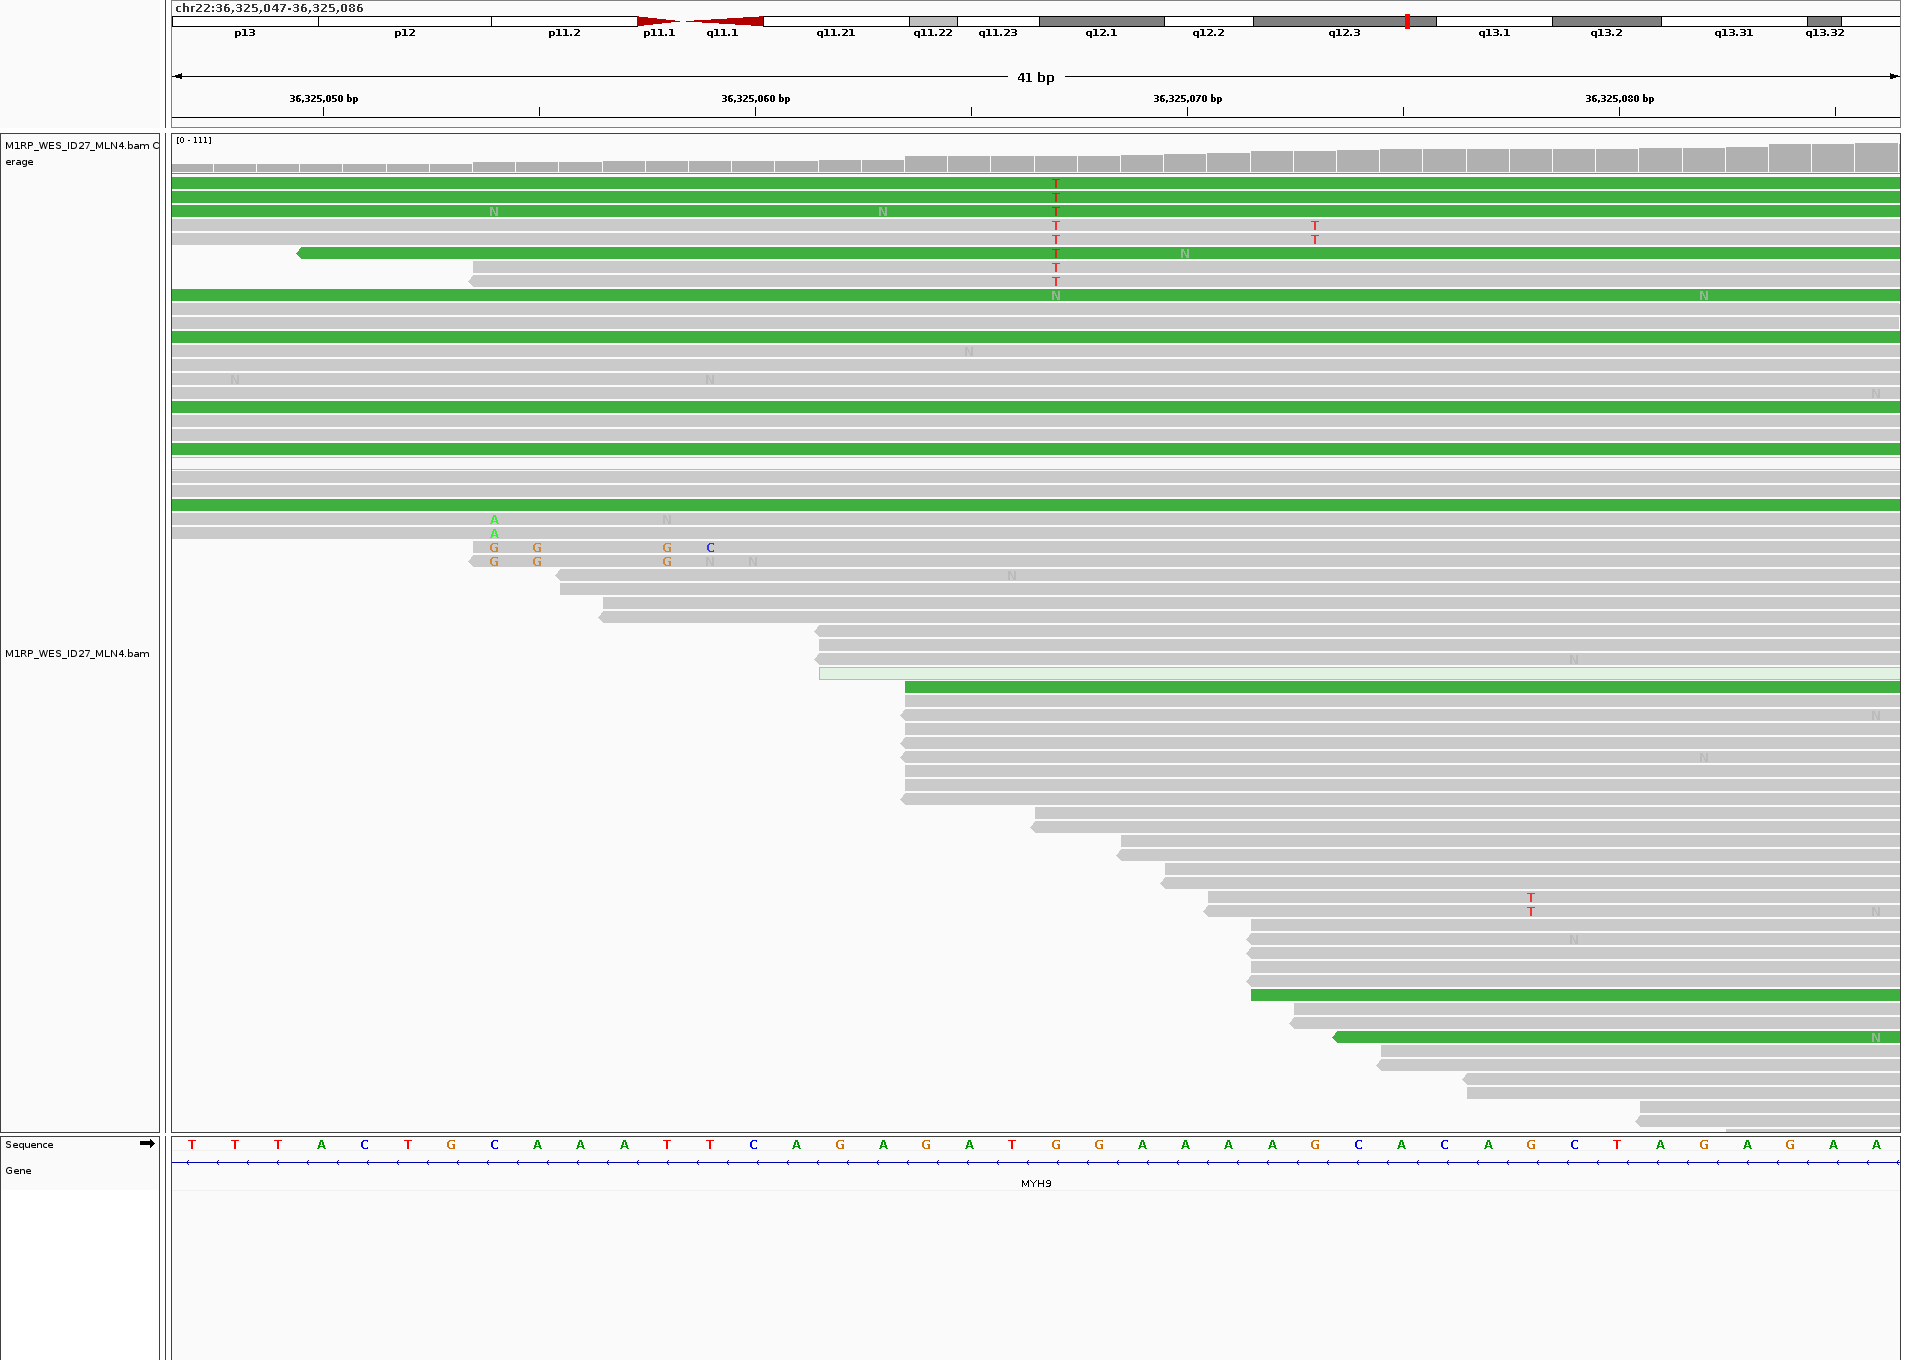 chr22:36,325,047-36,325,086
p13 p12 p11.2 p11.1 q11.1 q11.21 q11.22 q11.23 q12.1 q12.2 q12.3 q13.1 q13.2 q13.31 q13.32
41 bp
36,325,050 bp 36,325,060 bp 36,325,070 bp 36,325,080 bp
M1RP_WES_ID27_MLN4.bam C
erage
[0 - 111]
T
T
N N T
T T
T T
T N
T
T
N N
N
N N
N
A N
A
G G G C
G G G N N
N
M1RP_WES_ID27_MLN4.bam
N
N
N
T
T N
N
N
Sequence T T T A C T G C A A A T T C A G A G A T G G A A A A G C A C A G C T A G A G A A
Gene
MYH9